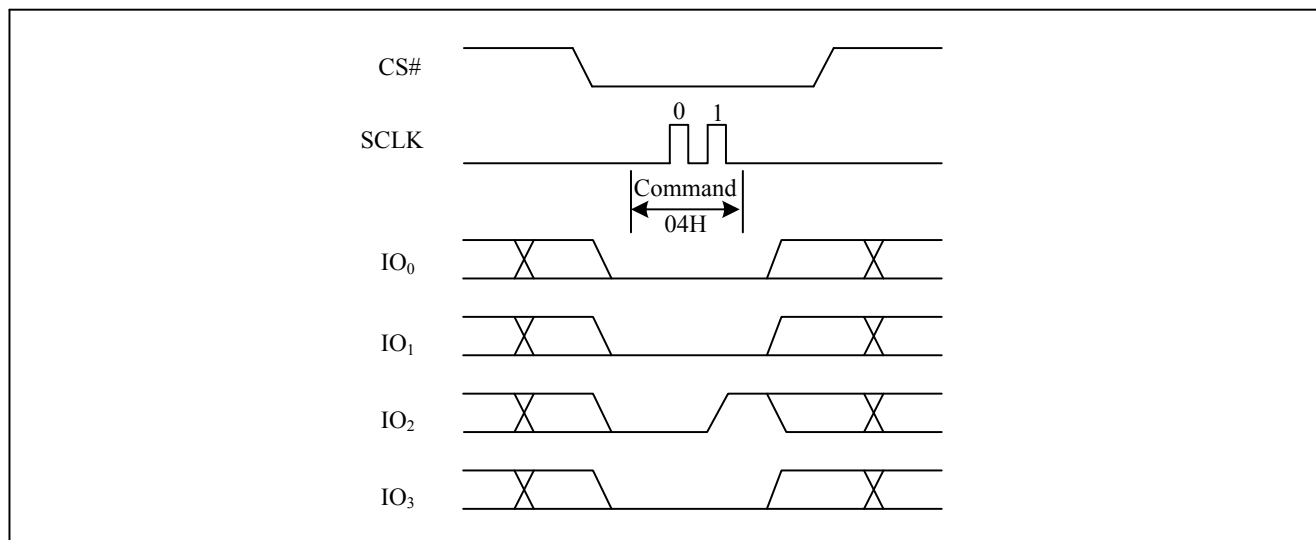 CS#
0 1
SCLK
Command
04H
IO₀
IO₁
IO₂
IO₃